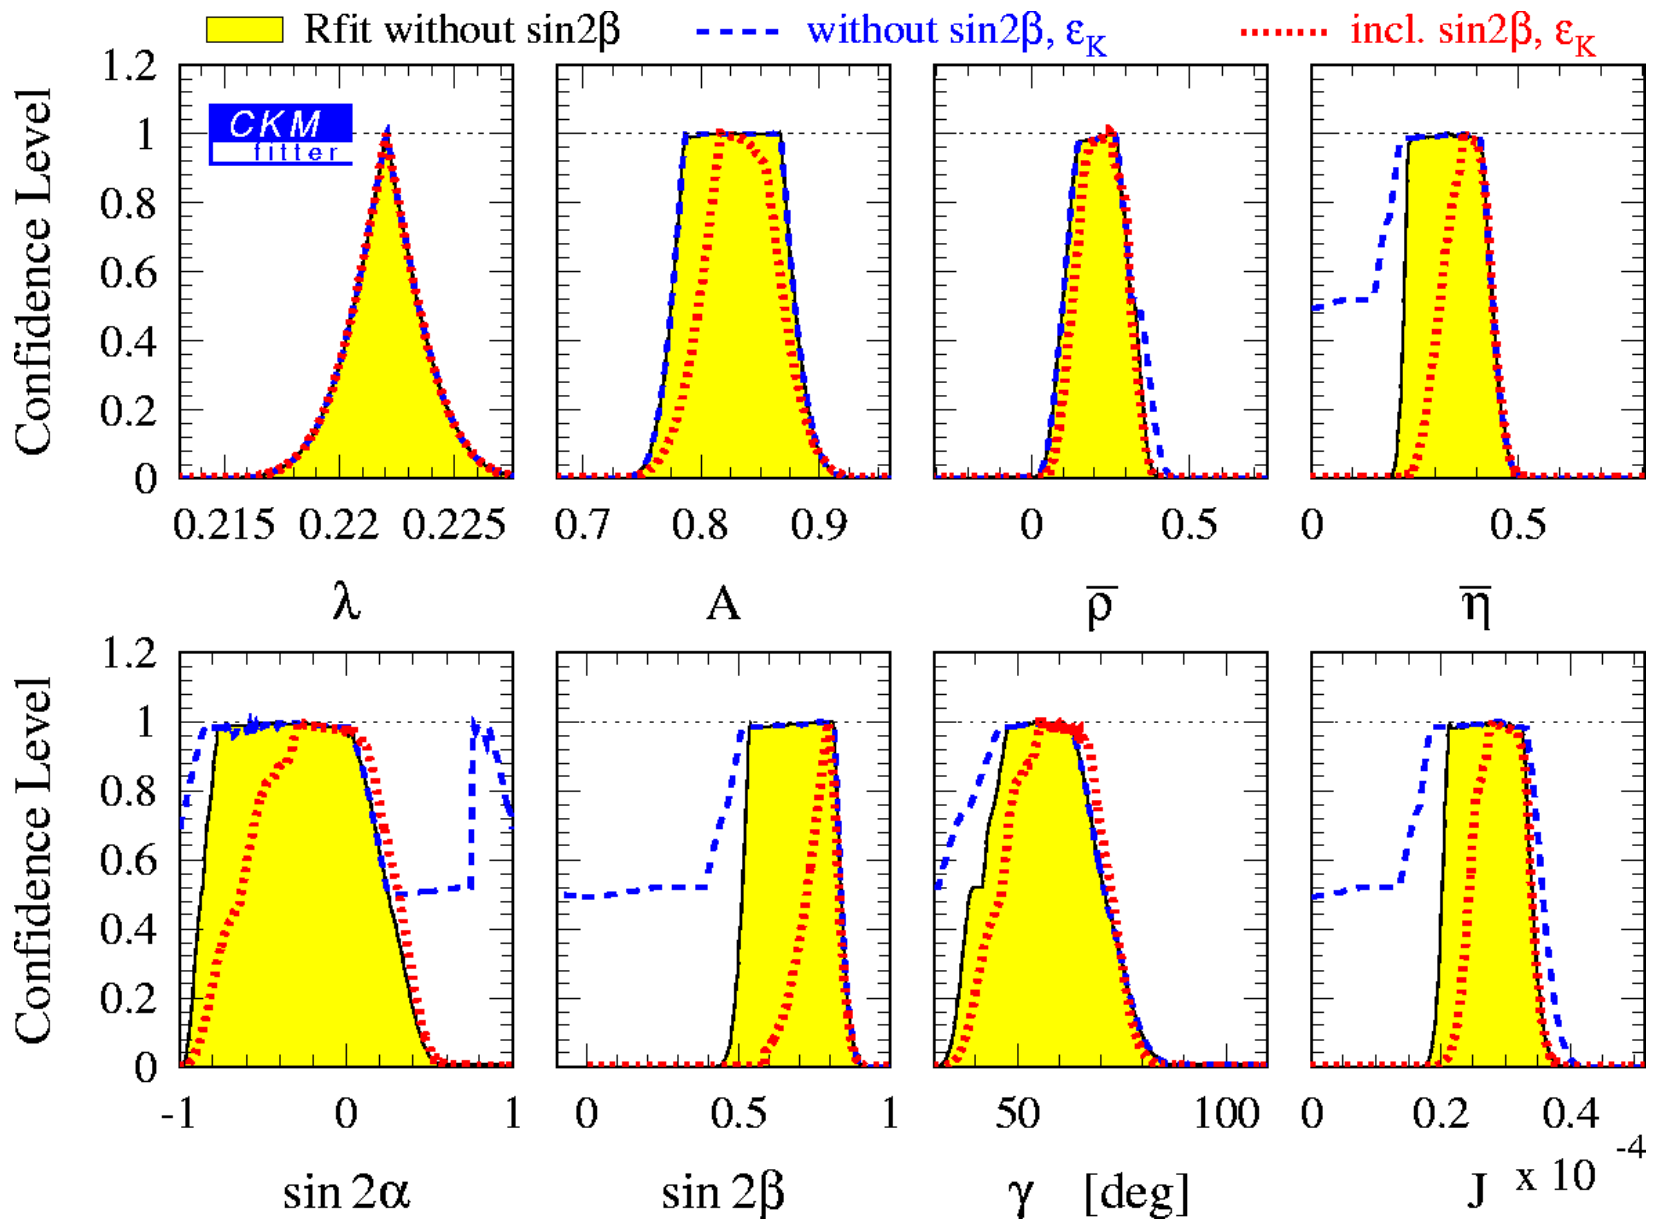 Rfit without sin2β without sin2β, εK incl. sin2β, εK
Confidence Level
1.2
1
0.8
0.6
0.4
0.2
0
CKM
fitter
0.215 0.22 0.225
0.7 0.8 0.9
0 0.5
0 0.5
λ A ρ̅ η̅
Confidence Level
1.2
1
0.8
0.6
0.4
0.2
0
-1 0 1
0 0.5 1
50 100
0 0.2 0.4
sin 2α sin 2β γ [deg] J x 10 -4